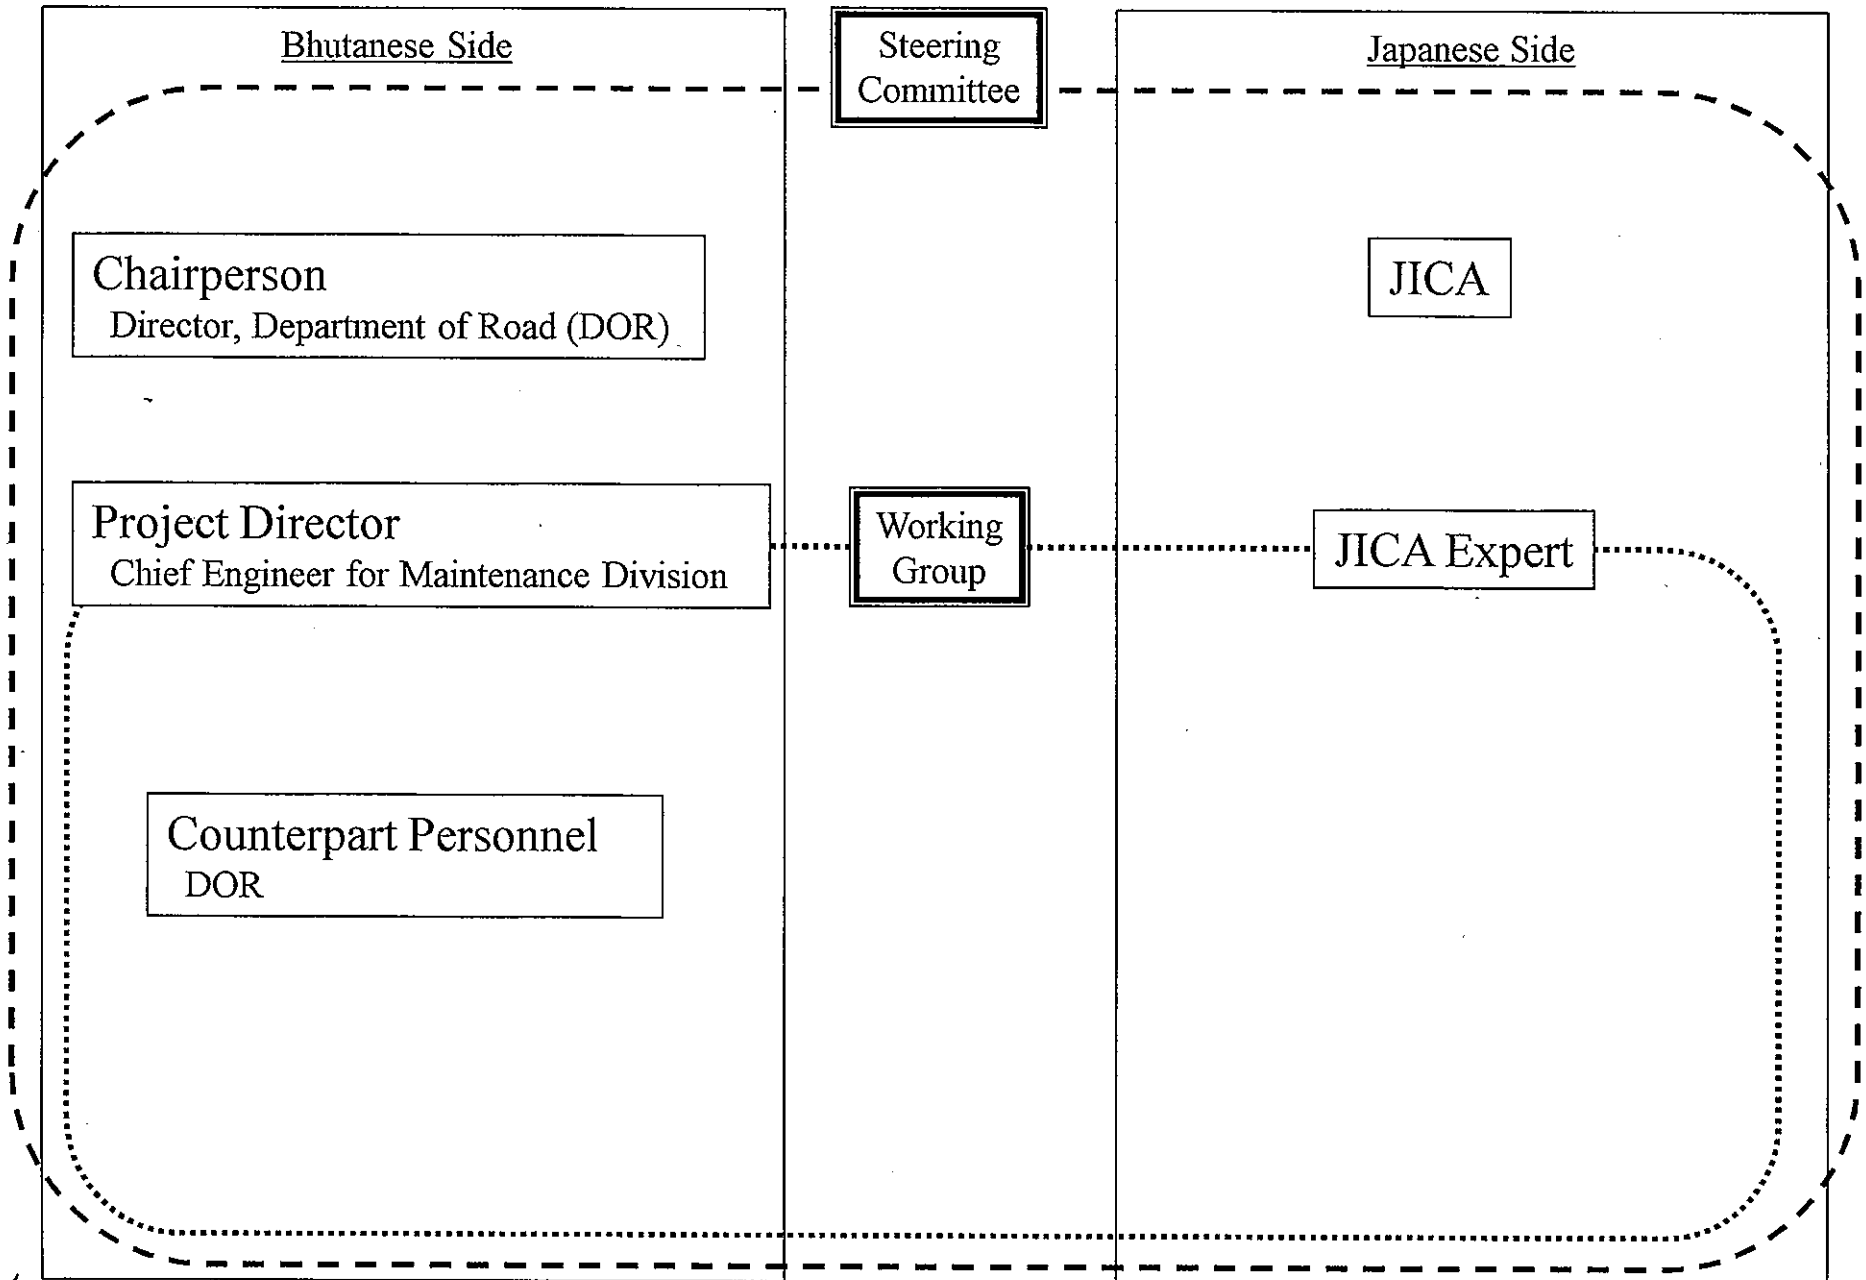 Bhutanese Side
Steering
Committee
Japanese Side
Chairperson
Director, Department of Road (DOR)
JICA
Project Director
Chief Engineer for Maintenance Division
Working
Group
JICA Expert
Counterpart Personnel
DOR